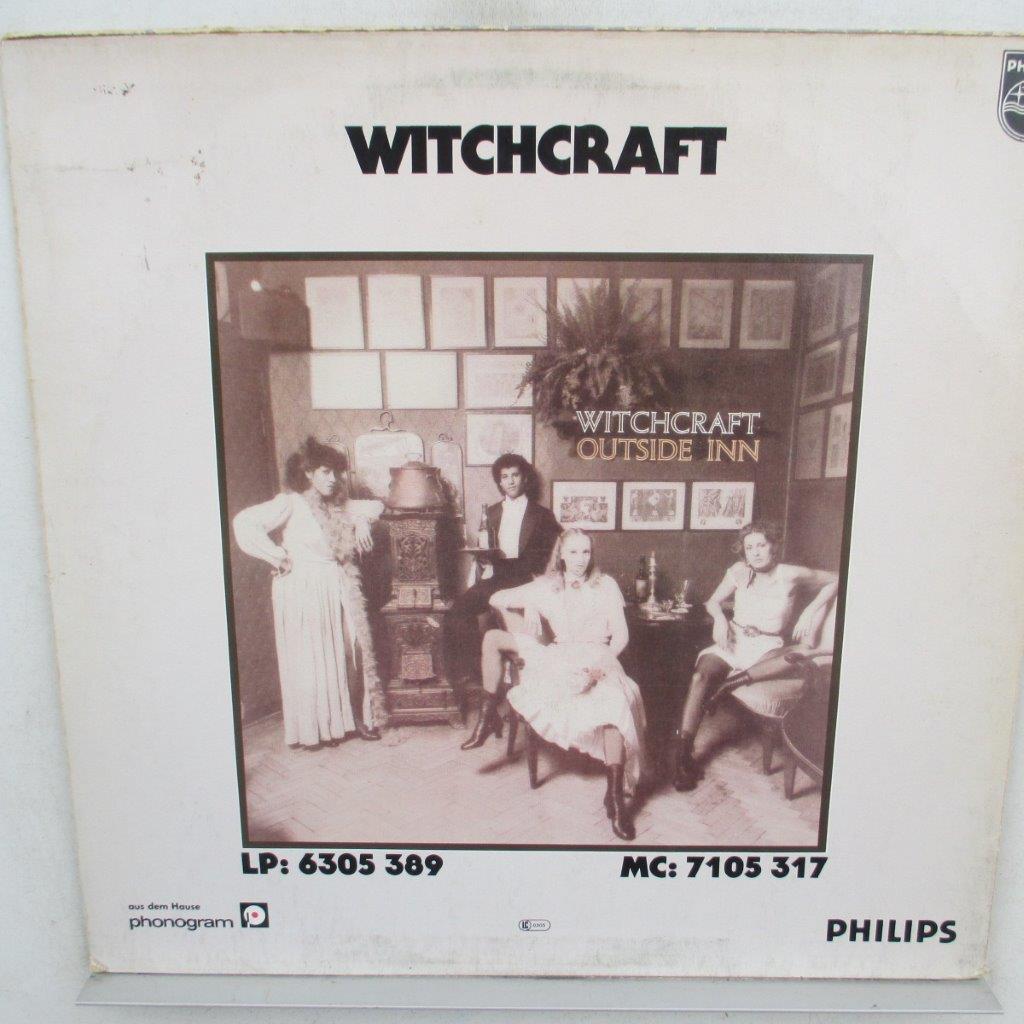 WITCHCRAFT
WITCHCRAFT
OUTSIDE INN
LP: 6305 389
MC: 7105 317
aus dem Hause
phonogram
PHILIPS